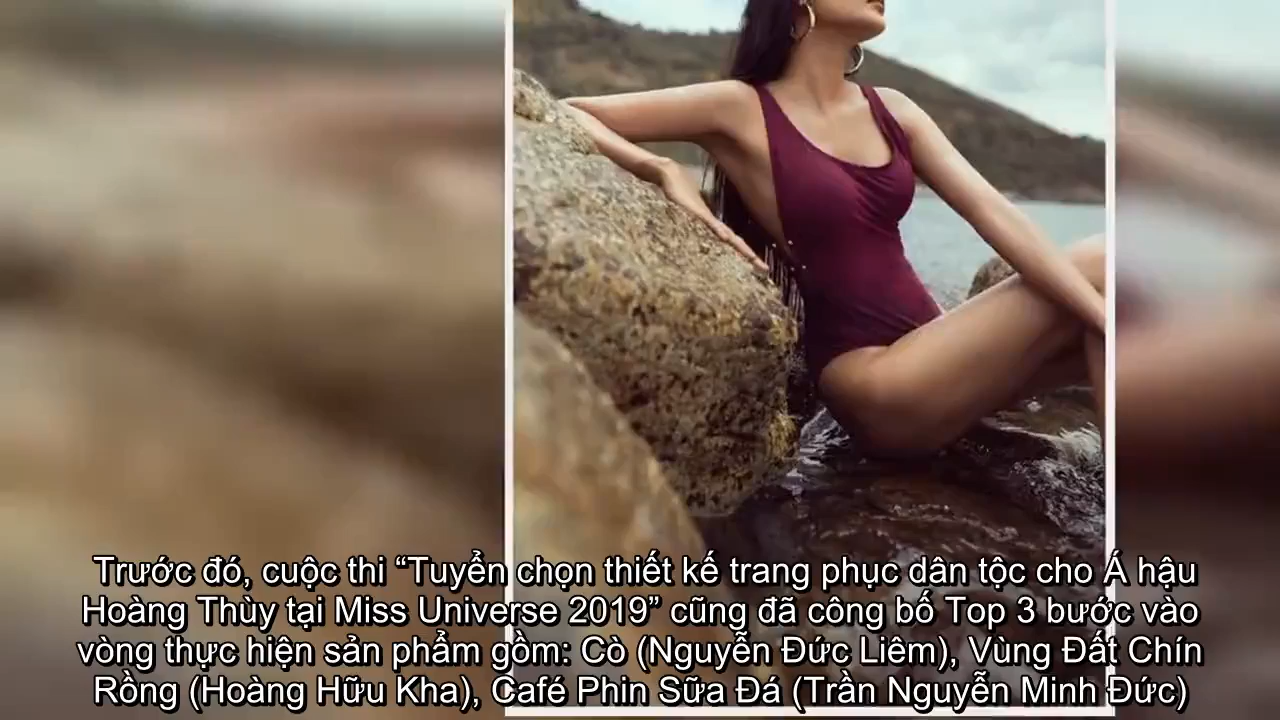 Trước đó, cuộc thi “Tuyển chọn thiết kế trang phục dân tộc cho Á hậu
Hoàng Thùy tại Miss Universe 2019” cũng đã công bố Top 3 bước vào
vòng thực hiện sản phẩm gồm: Cò (Nguyễn Đức Liêm), Vùng Đất Chín
Rồng (Hoàng Hữu Kha), Café Phin Sữa Đá (Trần Nguyễn Minh Đức)